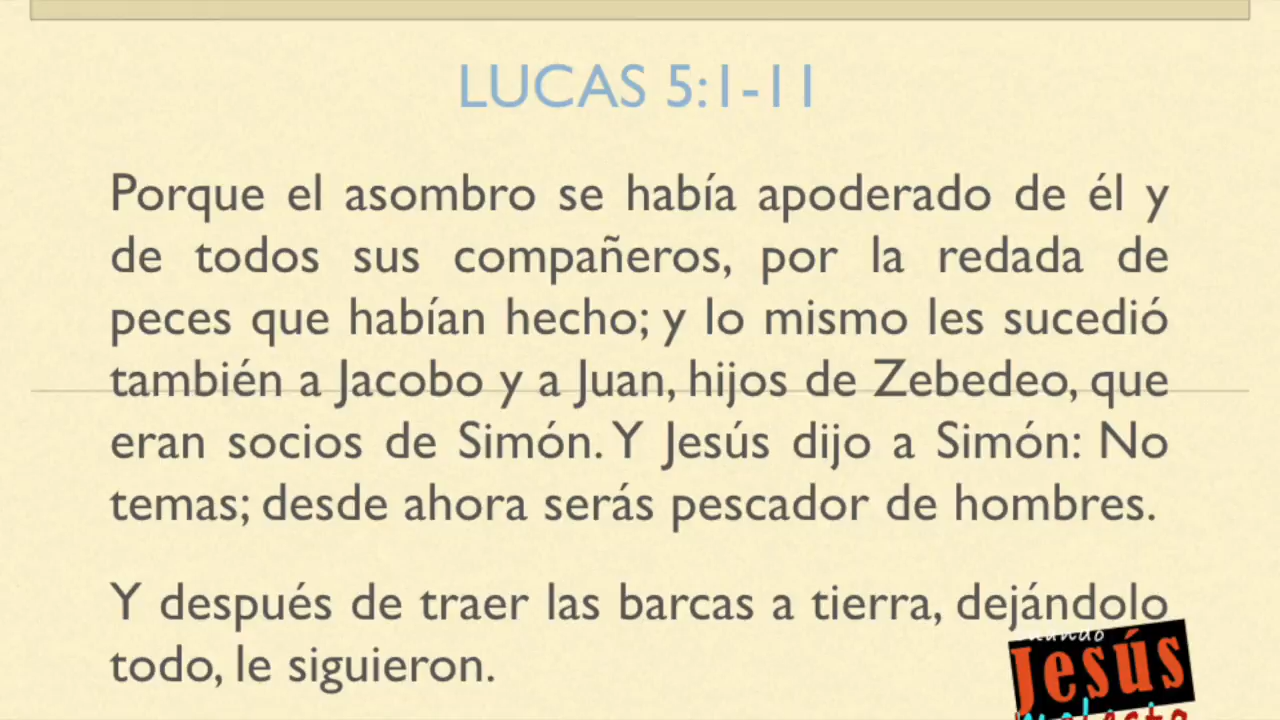 LUCAS 5:1-11
Porque el asombro se había apoderado de él y
de todos sus compañeros, por la redada de
peces que habían hecho; y lo mismo les sucedió
también a Jacobo y a Juan, hijos de Zebedeo, que
eran socios de Simón. Y Jesús dijo a Simón: No
temas; desde ahora serás pescador de hombres.
Y después de traer las barcas a tierra, dejándolo
todo, le siguieron.
Jesús